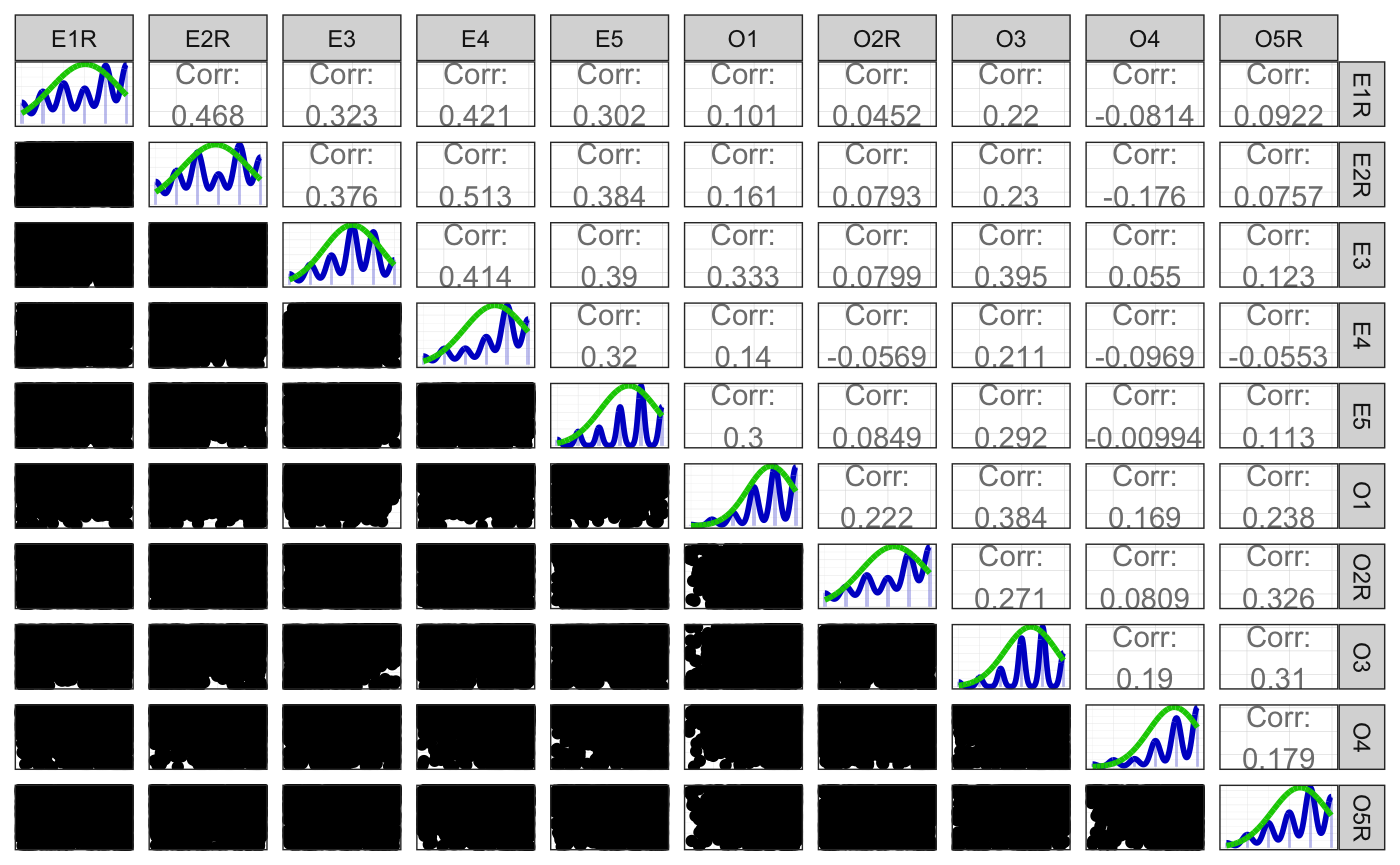 E1R E2R E3 E4 E5 O1 O2R O3 O4 O5R
Corr: Corr: Corr: Corr: Corr: Corr: Corr: Corr: Corr:
0.468 0.323 0.421 0.302 0.101 0.0452 0.22 -0.0814 0.0922
E1R
Corr: Corr: Corr: Corr: Corr: Corr: Corr: Corr:
0.376 0.513 0.384 0.161 0.0793 0.23 -0.176 0.0757
E2R
Corr: Corr: Corr: Corr: Corr: Corr: Corr:
0.414 0.39 0.333 0.0799 0.395 0.055 0.123
E3
Corr: Corr: Corr: Corr: Corr: Corr:
0.32 0.14 -0.0569 0.211 -0.0969 -0.0553
E4
Corr: Corr: Corr: Corr: Corr:
0.3 0.0849 0.292 -0.00994 0.113
E5
Corr: Corr: Corr: Corr:
0.222 0.384 0.169 0.238
O1
Corr: Corr: Corr:
0.271 0.0809 0.326
O2R
Corr: Corr:
0.19 0.31
O3
Corr:
0.179
O4
O5R